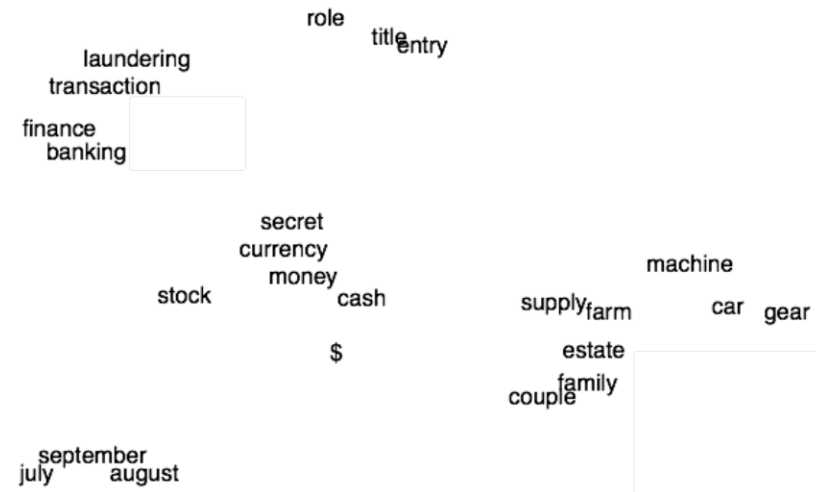 role
title
entry
laundering
transaction
finance
banking
secret
currency
money
stock
cash
machine
supply
farm
car
gear
$
estate
family
couple
september
july
august